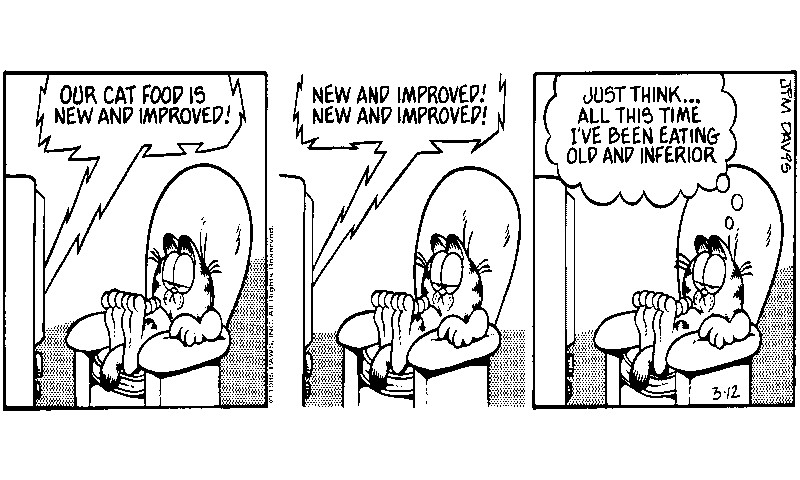 OUR CAT FOOD IS
NEW AND IMPROVED!
NEW AND IMPROVED!
NEW AND IMPROVED!
JUST THINK...
ALL THIS TIME
I'VE BEEN EATING
OLD AND INFERIOR
JIM DAVIS
3-12